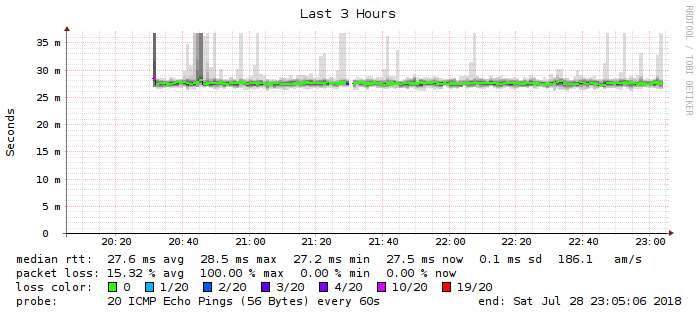 Last 3 Hours
RRDTOOL / TOBI OETIKER
Seconds
35 m
30 m
25 m
20 m
15 m
10 m
5 m
0
20:20 20:40 21:00 21:20 21:40 22:00 22:20 22:40 23:00
median rtt: 27.6 ms avg 28.5 ms max 27.2 ms min 27.5 ms now 0.1 ms sd 186.1 am/s
packet loss: 15.32 % avg 100.00 % max 0.00 % min 0.00 % now
loss color: 0 1/20 2/20 3/20 4/20 10/20 19/20
probe: 20 ICMP Echo Pings (56 Bytes) every 60s end: Sat Jul 28 23:05:06 2018